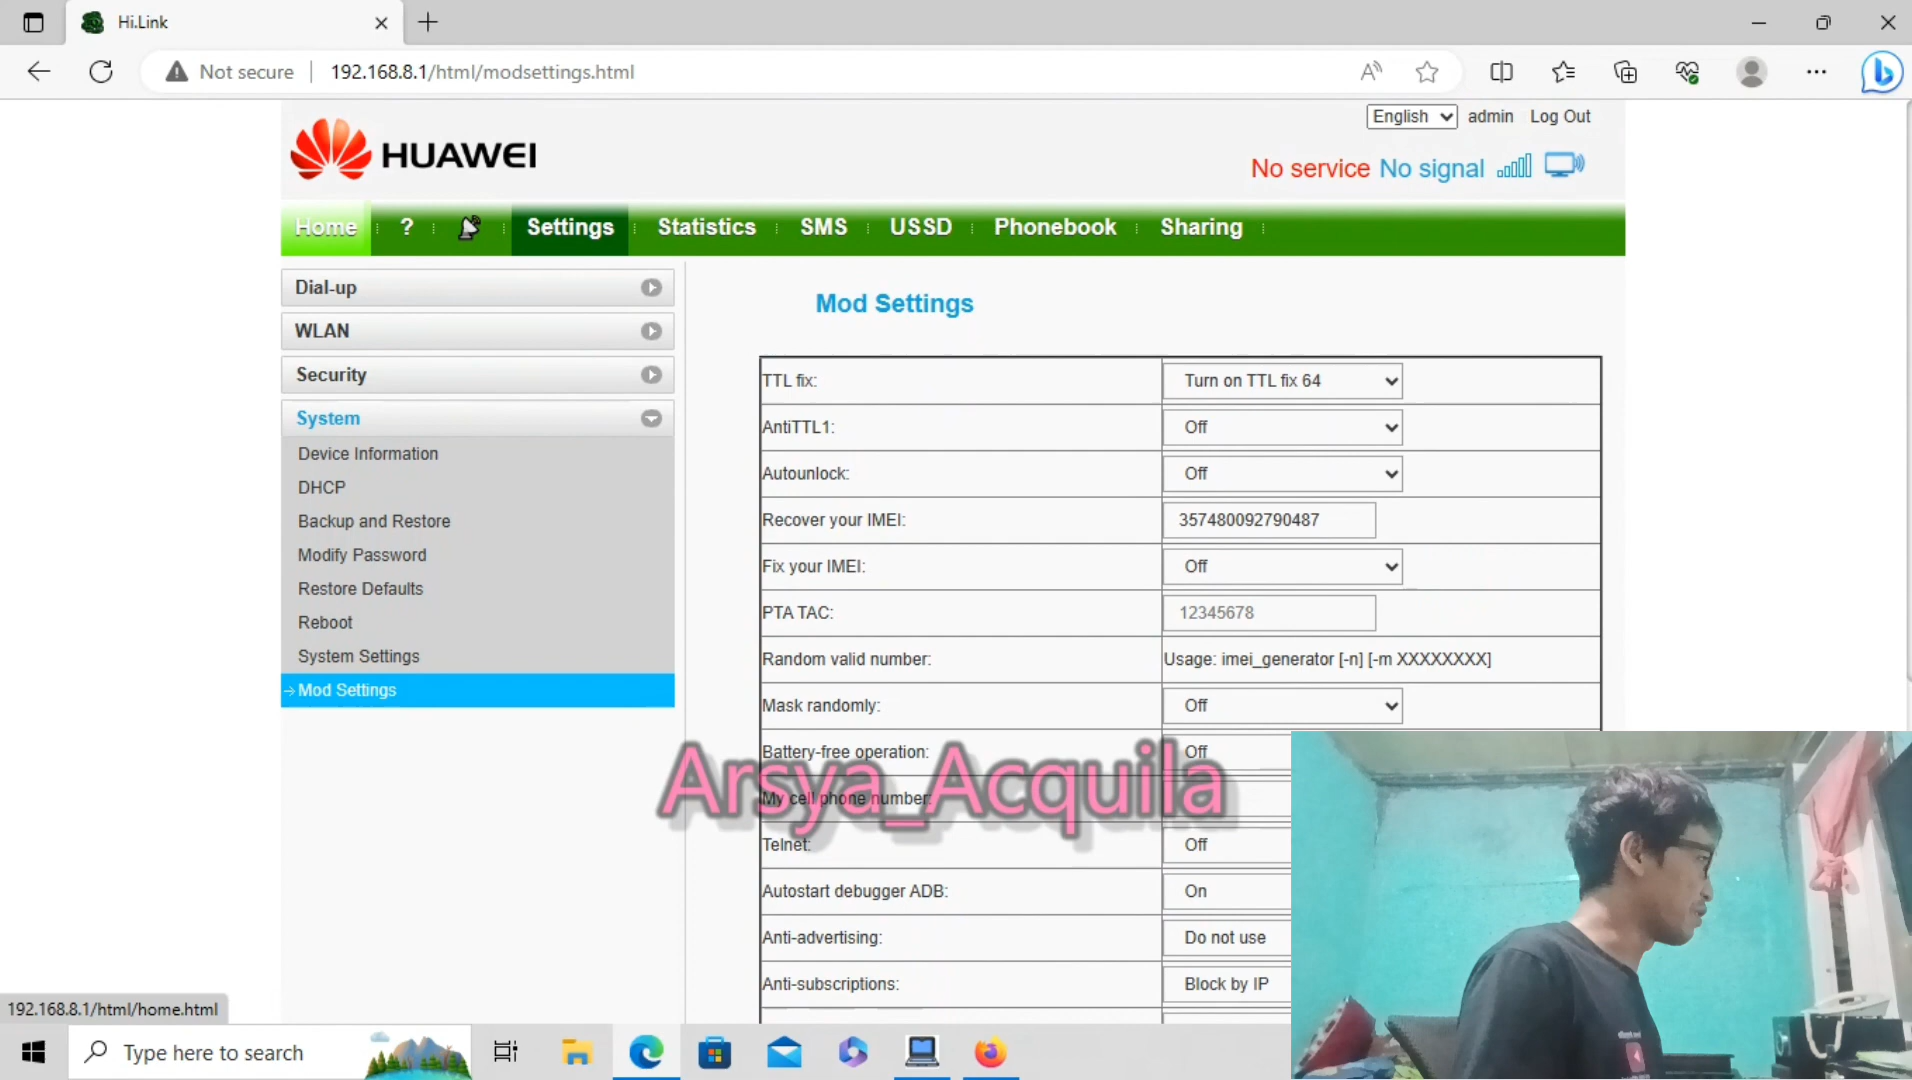 Hi.Link
Not secure
192.168.8.1/html/modsettings.html
English admin Log Out
HUAWEI
No service No signal
Home ? Settings Statistics SMS USSD Phonebook Sharing
Dial-up
WLAN
Security
System
Device Information
DHCP
Backup and Restore
Modify Password
Restore Defaults
Reboot
System Settings
Mod Settings
Mod Settings
TTL fix: Turn on TTL fix 64
AntiTTL1: Off
Autounlock: Off
Recover your IMEI: 357480092790487
Fix your IMEI: Off
PTA TAC: 12345678
Random valid number: Usage: imei_generator [-n] [-m XXXXXXXX]
Mask randomly: Off
Battery-free operation: Off
Arsya_Acquila
My cell phone number:
Telnet: Off
Autostart debugger ADB: On
Anti-advertising: Do not use
Anti-subscriptions: Block by IP
192.168.8.1/html/home.html
Type here to search